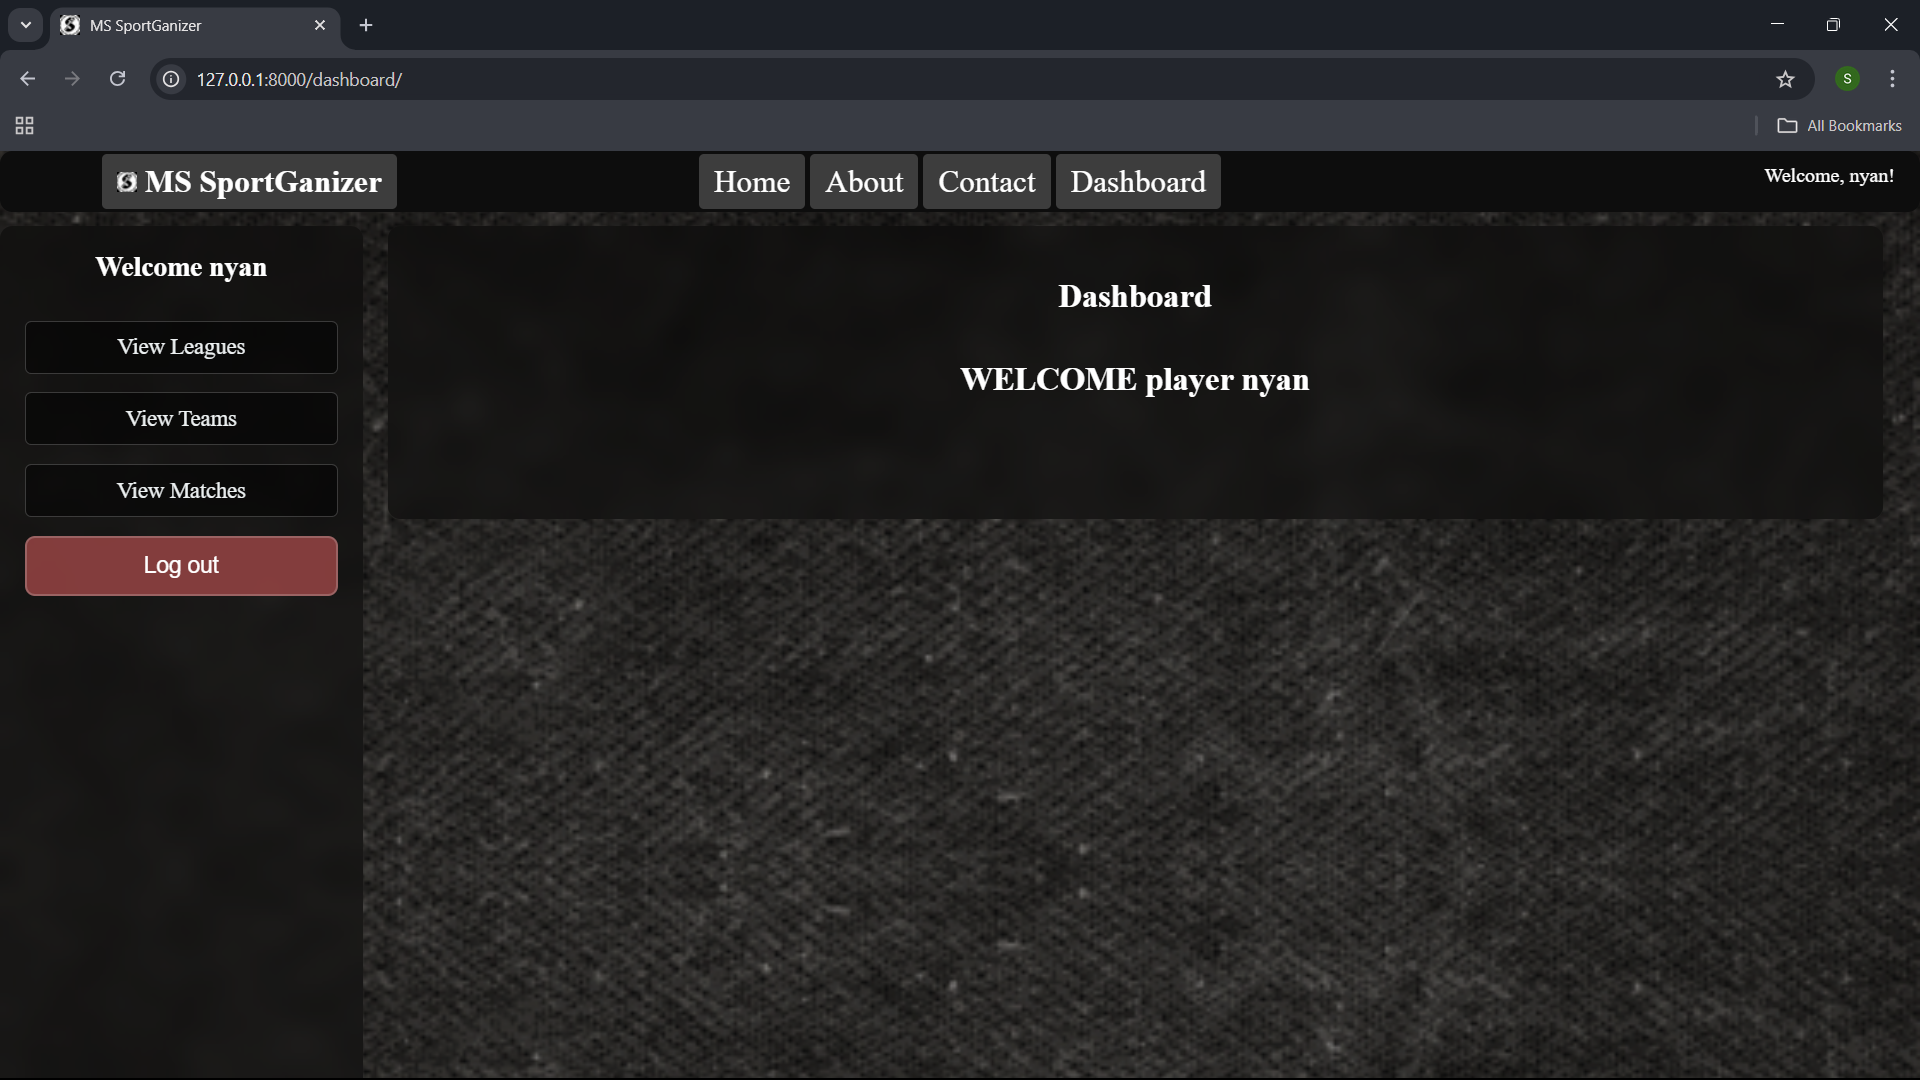 MS SportGanizer
127.0.0.1:8000/dashboard/
S
All Bookmarks
MS SportGanizer
Home
About
Contact
Dashboard
Welcome, nyan!
Welcome nyan
View Leagues
View Teams
View Matches
Log out
Dashboard
WELCOME player nyan